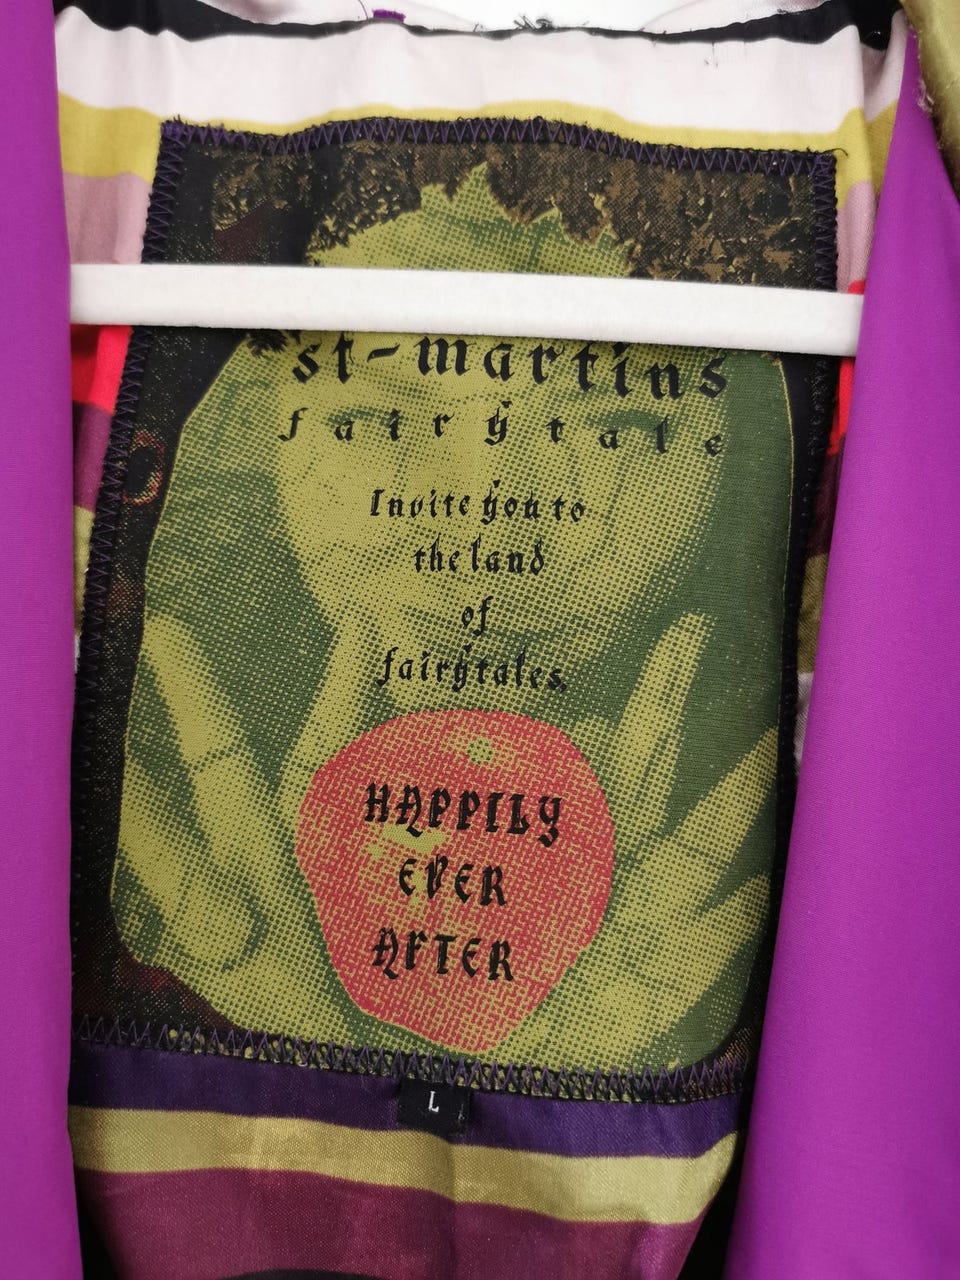 st-martins
fairytale
Invite you to
the land
of
fairytales.
HAPPILY
EVER
AFTER
L